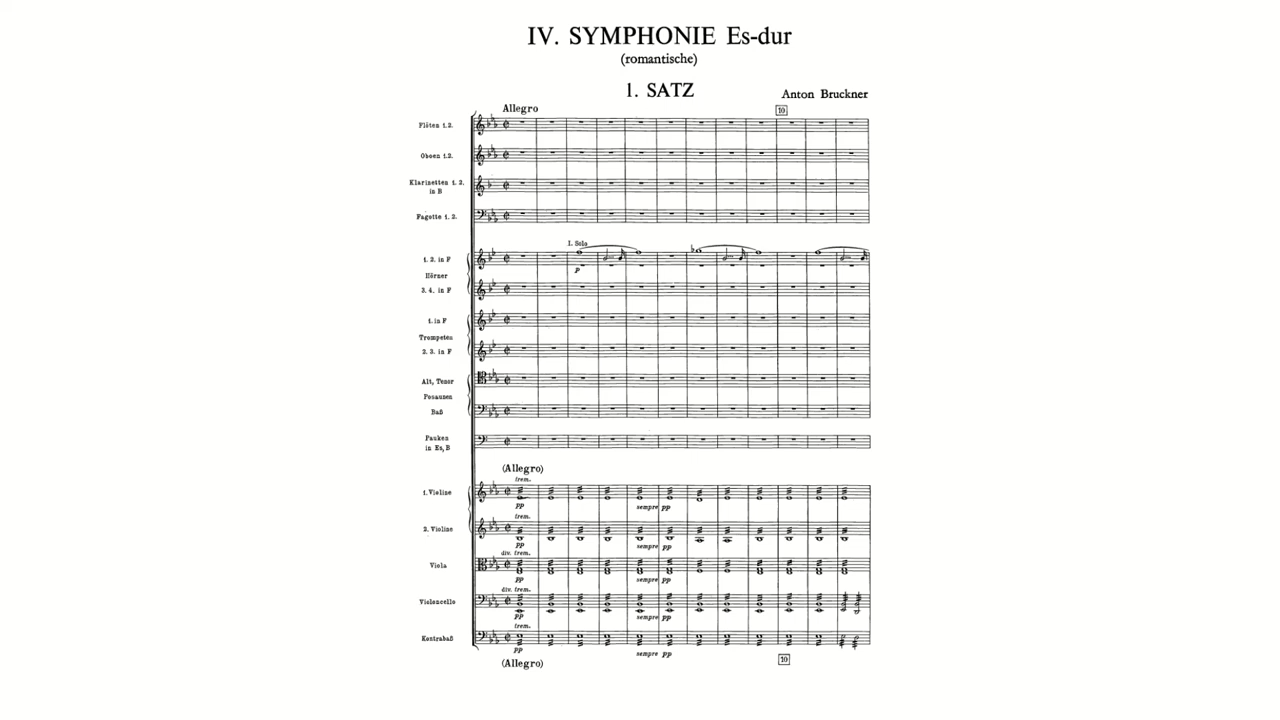 IV. SYMPHONIE Es-dur
(romantische)
1. SATZ
Anton Bruckner
Allegro
10
Flöten 1.2.
Oboen 1.2.
Klarinetten 1. 2.
in B
Fagotte 1. 2.
1. Solo
1. 2. in F
p
Hörner
3. 4. in F
1. in F
Trompeten
2. 3. in F
Alt, Tenor
Posaunen
Baß
Pauken
in Es, B
(Allegro)
trem.
1. Violine
pp
sempre pp
trem.
2. Violine
pp
sempre pp
div. trem.
Viola
pp
sempre pp
div. trem.
Violoncello
pp
sempre pp
trem.
Kontrabaß
pp
sempre pp
(Allegro)
10